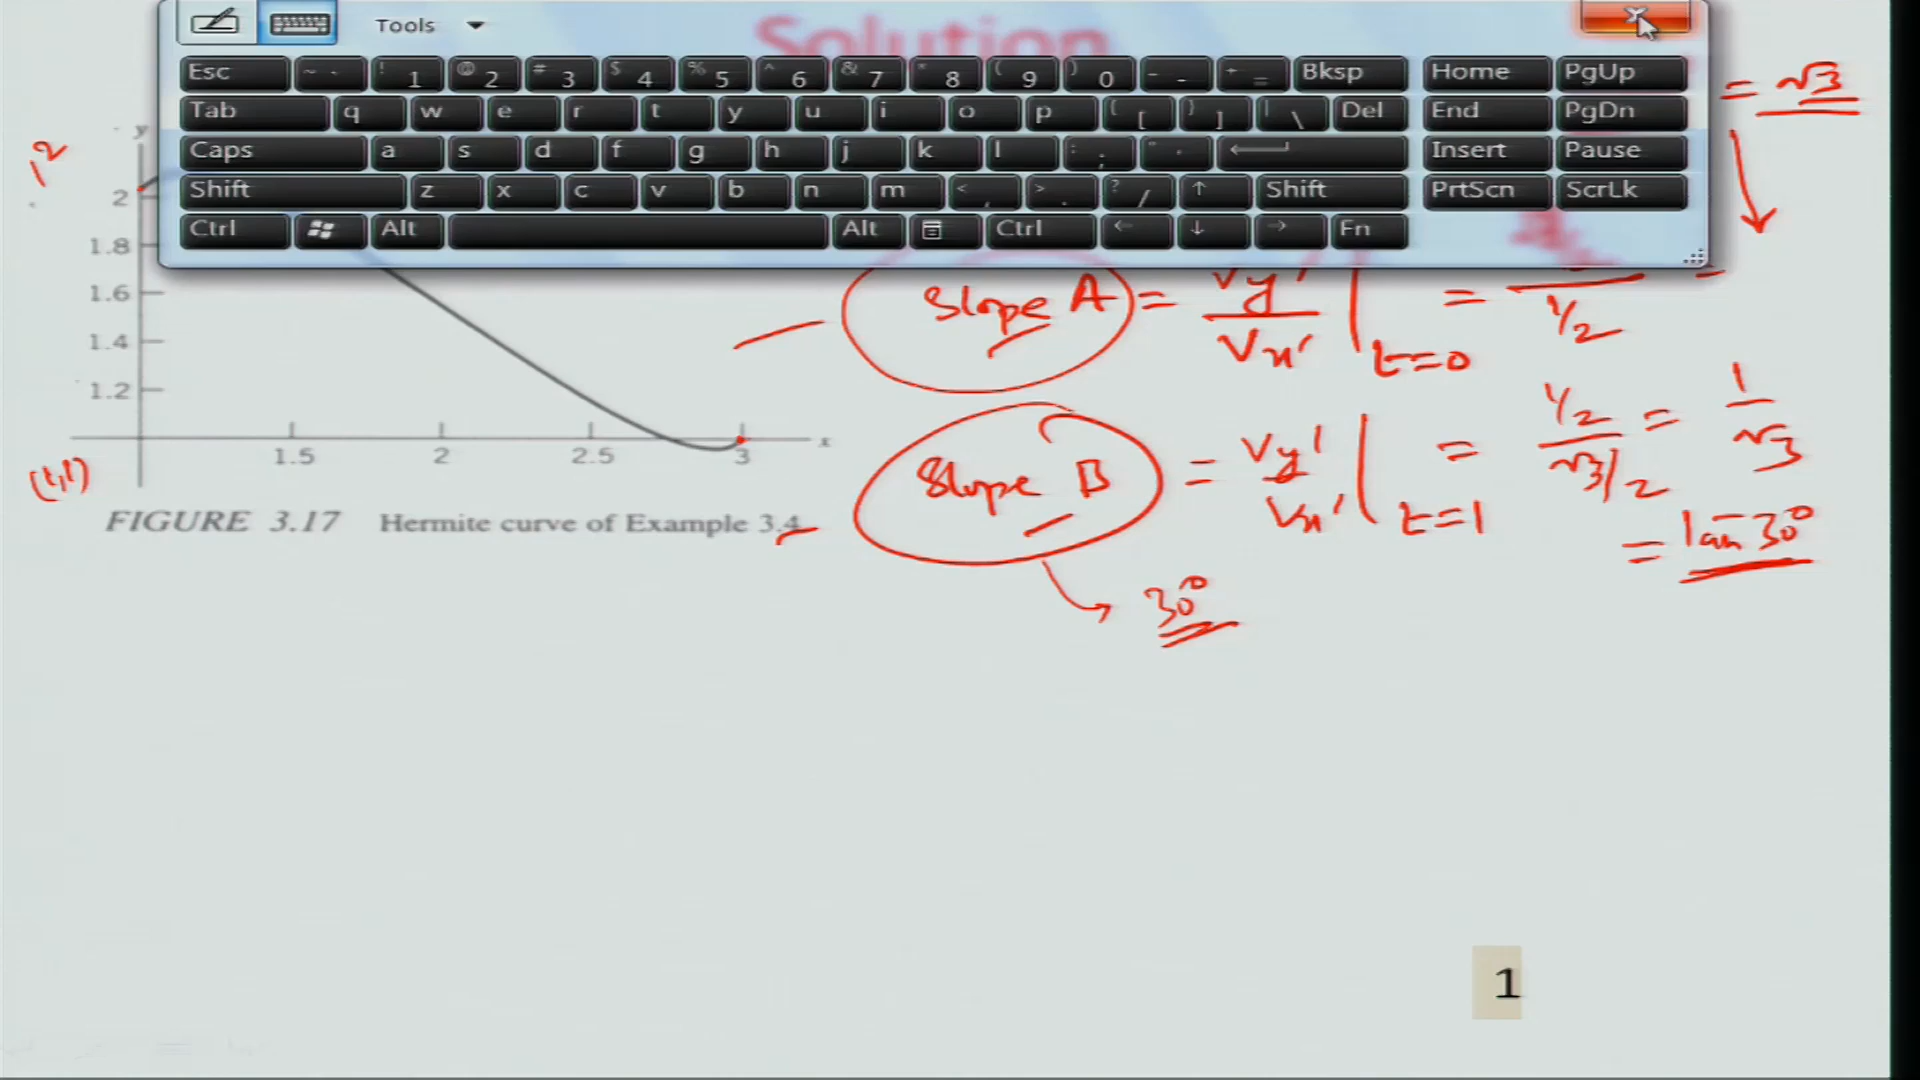 Tools
Solution
Esc ~ ` ! 1 @ 2 # 3 $ 4 % 5 ^ 6 & 7 * 8 ( 9 ) 0 _ - + = Bksp Home PgUp
= √3
Tab q w e r t y u i o p { [ } ] | \ Del End PgDn
y
Caps a s d f g h j k l : ; " ' Insert Pause
2
Shift z x c v b n m < , > . ? / ↑ Shift PrtScn ScrLk
2
Ctrl Alt Alt Ctrl ← ↓ → Fn
1.8
1.6
Slope A = Vy' / Vx' | t=0 = 1/2
1.4
1.2
x
1.5 2 2.5 3
(1,1)
Slope B = Vy' / Vx' | t=1 = 1/2 / √3/2 = 1/√3
= tan 30°
FIGURE 3.17 Hermite curve of Example 3.4
30°
1